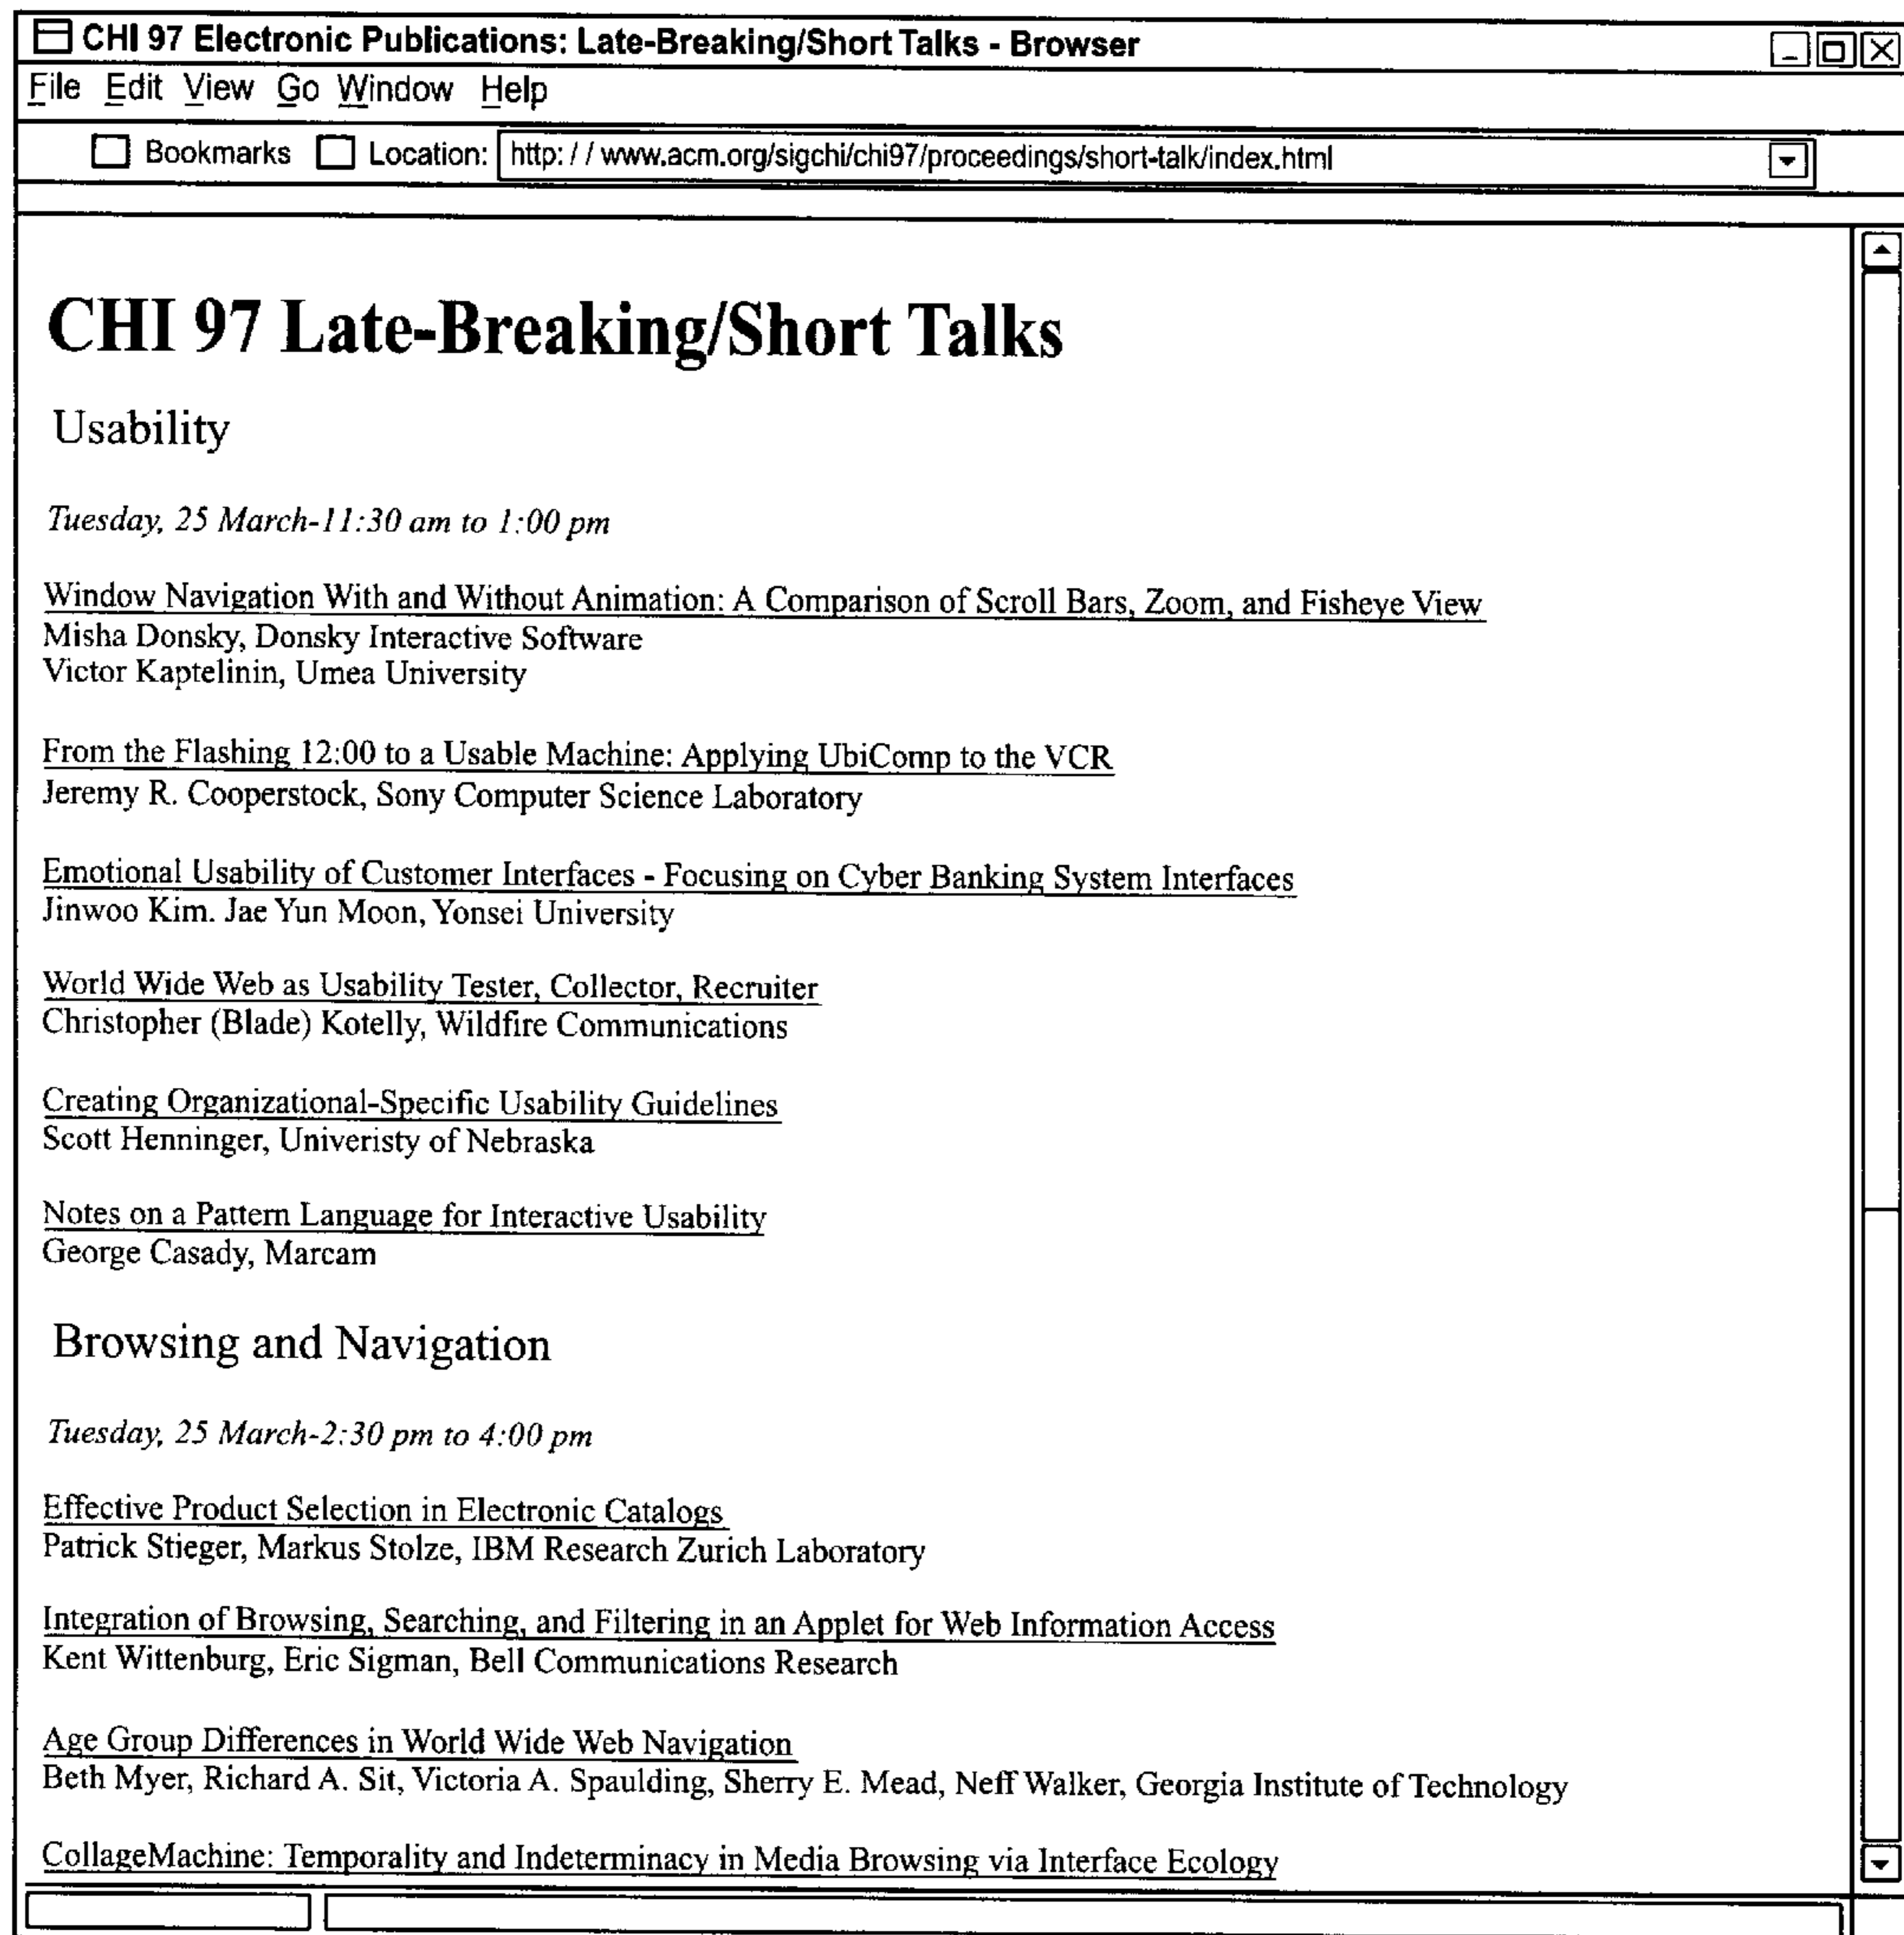 CHI 97 Electronic Publications: Late-Breaking/Short Talks - Browser
File Edit View Go Window Help
Bookmarks Location: http: / / www.acm.org/sigchi/chi97/proceedings/short-talk/index.html
CHI 97 Late-Breaking/Short Talks
Usability
Tuesday, 25 March-11:30 am to 1:00 pm
Window Navigation With and Without Animation: A Comparison of Scroll Bars, Zoom, and Fisheye View
Misha Donsky, Donsky Interactive Software
Victor Kaptelinin, Umea University
From the Flashing 12:00 to a Usable Machine: Applying UbiComp to the VCR
Jeremy R. Cooperstock, Sony Computer Science Laboratory
Emotional Usability of Customer Interfaces - Focusing on Cyber Banking System Interfaces
Jinwoo Kim. Jae Yun Moon, Yonsei University
World Wide Web as Usability Tester, Collector, Recruiter
Christopher (Blade) Kotelly, Wildfire Communications
Creating Organizational-Specific Usability Guidelines
Scott Henninger, Univeristy of Nebraska
Notes on a Pattern Language for Interactive Usability
George Casady, Marcam
Browsing and Navigation
Tuesday, 25 March-2:30 pm to 4:00 pm
Effective Product Selection in Electronic Catalogs
Patrick Stieger, Markus Stolze, IBM Research Zurich Laboratory
Integration of Browsing, Searching, and Filtering in an Applet for Web Information Access
Kent Wittenburg, Eric Sigman, Bell Communications Research
Age Group Differences in World Wide Web Navigation
Beth Myer, Richard A. Sit, Victoria A. Spaulding, Sherry E. Mead, Neff Walker, Georgia Institute of Technology
CollageMachine: Temporality and Indeterminacy in Media Browsing via Interface Ecology